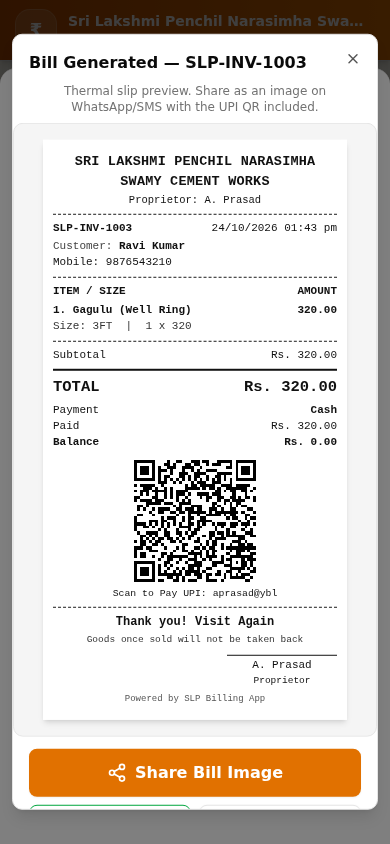 ₹
Sri Lakshmi Penchil Narasimha Swa...
Bill Generated — SLP-INV-1003
×
Thermal slip preview. Share as an image on
WhatsApp/SMS with the UPI QR included.
SRI LAKSHMI PENCHIL NARASIMHA
SWAMY CEMENT WORKS
Proprietor: A. Prasad
SLP-INV-1003 24/10/2026 01:43 pm
Customer: Ravi Kumar
Mobile: 9876543210
ITEM / SIZE AMOUNT
1. Gagulu (Well Ring) 320.00
Size: 3FT | 1 x 320
Subtotal Rs. 320.00
TOTAL Rs. 320.00
Payment Cash
Paid Rs. 320.00
Balance Rs. 0.00
Scan to Pay UPI: aprasad@ybl
Thank you! Visit Again
Goods once sold will not be taken back
A. Prasad
Proprietor
Powered by SLP Billing App
Share Bill Image